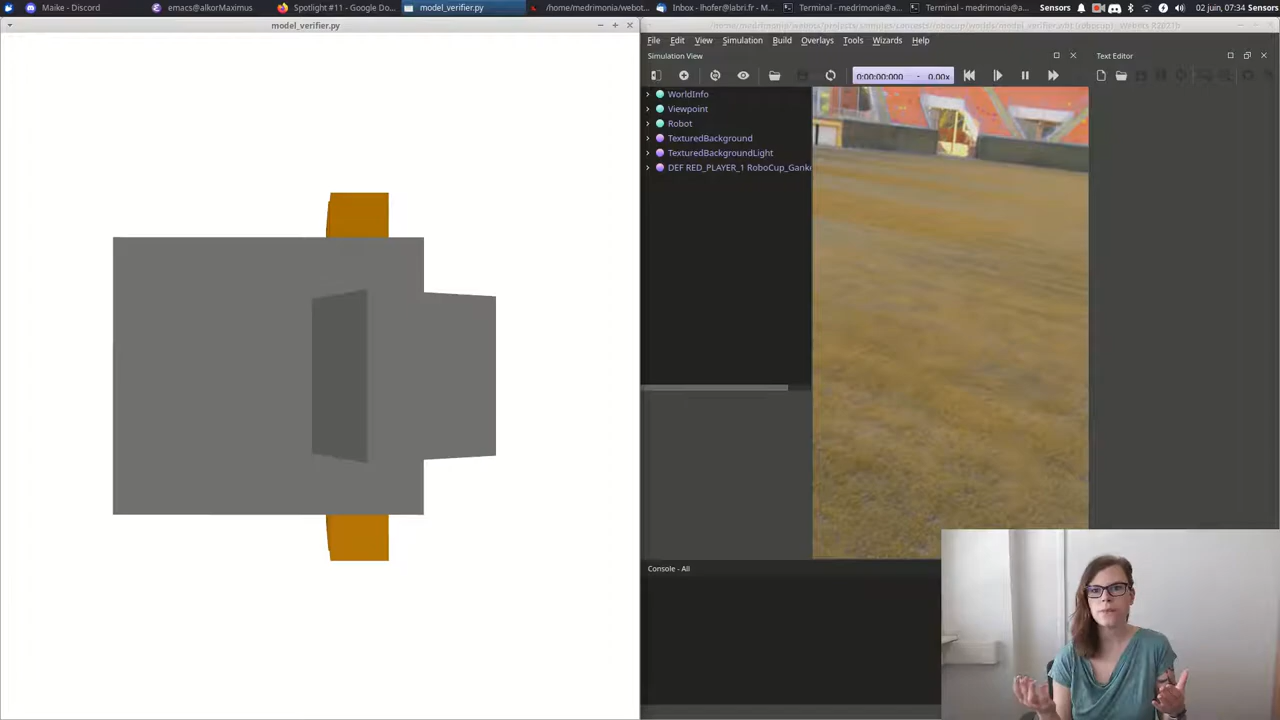 Maike - Discord
emacs@alkorMaximus
Spotlight #11 - Google Do...
model_verifier.py
/home/medrimonia/webot...
Inbox - lhofer@labri.fr - M...
Terminal - medrimonia@al...
Terminal - medrimonia@al...
Sensors
02 juin, 07:34
Sensors
model_verifier.py
File Edit View Simulation Build Overlays Tools Wizards Help
Simulation View
Text Editor
0:00:00:000 - 0.00x
WorldInfo
Viewpoint
Robot
TexturedBackground
TexturedBackgroundLight
DEF RED_PLAYER_1 RoboCup_Gank
Console - All